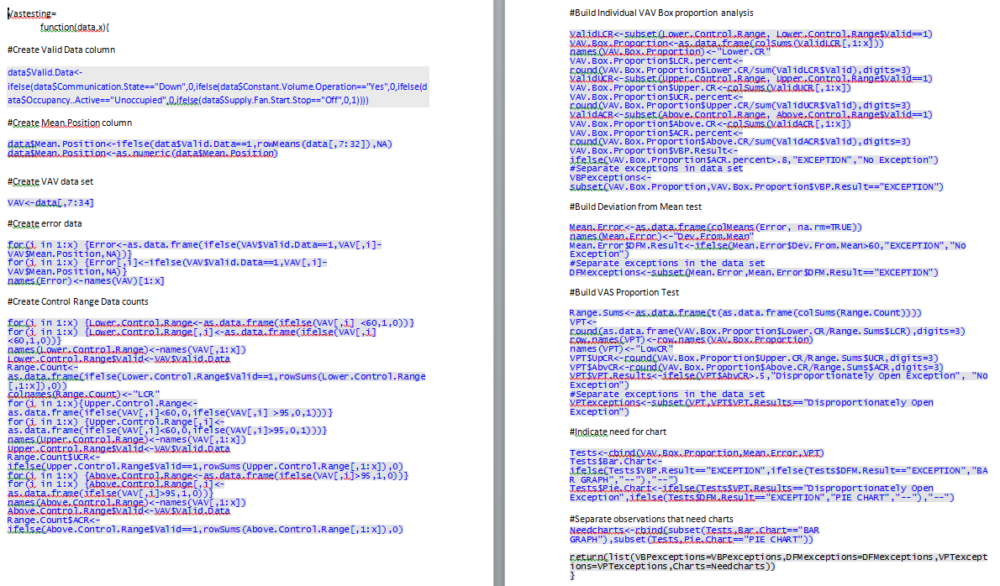 Vastesting=
function(data,x){
#Create Valid Data column
data$Valid.Data<-
ifelse(data$Communication.State=="Down",0,ifelse(data$Constant.Volume.Operation=="Yes",0,ifelse(d
ata$Occupancy..Active=="Unoccupied",0,ifelse(data$Supply.Fan.Start.Stop=="Off",0,1))))
#Create Mean.Position column
data$Mean.Position<-ifelse(data$Valid.Data==1,rowMeans(data[,7:32]),NA)
data$Mean.Position<-as.numeric(data$Mean.Position)
#Create VAV data set
VAV<-data[,7:34]
#Create error data
for(i in 1:x) {Error<-as.data.frame(ifelse(VAV$Valid.Data==1,VAV[,i]-
VAV$Mean.Position,NA))}
for(i in 1:x) {Error[,i]<-ifelse(VAV$Valid.Data==1,VAV[,i]-
VAV$Mean.Position,NA)}
names(Error)<-names(VAV)[1:x]
#Create Control Range Data counts
for(i in 1:x) {Lower.Control.Range<-as.data.frame(ifelse(VAV[,i] <60,1,0))}
for(i in 1:x) {Lower.Control.Range[,i]<-as.data.frame(ifelse(VAV[,i]
<60,1,0))}
names(Lower.Control.Range)<-names(VAV[,1:x])
Lower.Control.Range$Valid<-VAV$Valid.Data
Range.Count<-
as.data.frame(ifelse(Lower.Control.Range$Valid==1,rowSums(Lower.Control.Range
[,1:x]),0))
colnames(Range.Count)<-"LCR"
for(i in 1:x){Upper.Control.Range<-
as.data.frame(ifelse(VAV[,i]<60,0,ifelse(VAV[,i] >95,0,1)))}
for(i in 1:x) {Upper.Control.Range[,i]<-
as.data.frame(ifelse(VAV[,i]<60,0,ifelse(VAV[,i]>95,0,1)))}
names(Upper.Control.Range)<-names(VAV[,1:x])
Upper.Control.Range$Valid<-VAV$Valid.Data
Range.Count$UCR<-
ifelse(Upper.Control.Range$Valid==1,rowSums(Upper.Control.Range[,1:x]),0)
for(i in 1:x) {Above.Control.Range<-as.data.frame(ifelse(VAV[,i]>95,1,0))}
for(i in 1:x) {Above.Control.Range[,i]<-
as.data.frame(ifelse(VAV[,i]>95,1,0))}
names(Above.Control.Range)<-names(VAV[,1:x])
Above.Control.Range$Valid<-VAV$Valid.Data
Range.Count$ACR<-
ifelse(Above.Control.Range$Valid==1,rowSums(Above.Control.Range[,1:x]),0)
#Build Individual VAV Box proportion analysis
ValidLCR<-subset(Lower.Control.Range, Lower.Control.Range$Valid==1)
VAV.Box.Proportion<-as.data.frame(colSums(ValidLCR[,1:x]))
names(VAV.Box.Proportion)<-"Lower.CR"
VAV.Box.Proportion$LCR.percent<-
round(VAV.Box.Proportion$Lower.CR/sum(ValidLCR$Valid),digits=3)
ValidUCR<-subset(Upper.Control.Range, Upper.Control.Range$Valid==1)
VAV.Box.Proportion$Upper.CR<-colSums(ValidUCR[,1:x])
VAV.Box.Proportion$UCR.percent<-
round(VAV.Box.Proportion$Upper.CR/sum(ValidUCR$Valid),digits=3)
ValidACR<-subset(Above.Control.Range, Above.Control.Range$Valid==1)
VAV.Box.Proportion$Above.CR<-colSums(ValidACR[,1:x])
VAV.Box.Proportion$ACR.percent<-
round(VAV.Box.Proportion$Above.CR/sum(ValidACR$Valid),digits=3)
VAV.Box.Proportion$VBP.Result<-
ifelse(VAV.Box.Proportion$ACR.percent>.8,"EXCEPTION","No Exception")
#Separate exceptions in data set
VBPexceptions<-
subset(VAV.Box.Proportion,VAV.Box.Proportion$VBP.Result=="EXCEPTION")
#Build Deviation from Mean test
Mean.Error<-as.data.frame(colMeans(Error, na.rm=TRUE))
names(Mean.Error)<-"Dev.From.Mean"
Mean.Error$DFM.Result<-ifelse(Mean.Error$Dev.From.Mean>60,"EXCEPTION","No
Exception")
#Separate exceptions in the data set
DFMexceptions<-subset(Mean.Error,Mean.Error$DFM.Result=="EXCEPTION")
#Build VAS Proportion Test
Range.Sums<-as.data.frame(t(as.data.frame(colSums(Range.Count))))
VPT<-
round(as.data.frame(VAV.Box.Proportion$Lower.CR/Range.Sums$LCR),digits=3)
row.names(VPT)<-row.names(VAV.Box.Proportion)
names(VPT)<-"LowCR"
VPT$UpCR<-round(VAV.Box.Proportion$Upper.CR/Range.Sums$UCR,digits=3)
VPT$AbvCR<-round(VAV.Box.Proportion$Above.CR/Range.Sums$ACR,digits=3)
VPT$VPT.Results<-ifelse(VPT$AbvCR>.5,"Disproportionately Open Exception", "No
Exception")
#Separate exceptions in the data set
VPTexceptions<-subset(VPT,VPT$VPT.Results=="Disproportionately Open
Exception")
#Indicate need for chart
Tests<-cbind(VAV.Box.Proportion,Mean.Error,VPT)
Tests$Bar.Chart<-
ifelse(Tests$VBP.Result=="EXCEPTION",ifelse(Tests$DFM.Result=="EXCEPTION","BA
R GRAPH","--"),"--")
Tests$Pie.Chart<-ifelse(Tests$VPT.Results=="Disproportionately Open
Exception",ifelse(Tests$DFM.Result=="EXCEPTION","PIE CHART","--"),"--")
#Separate observations that need charts
Needcharts<-rbind(subset(Tests,Bar.Chart=="BAR
GRAPH"),subset(Tests,Pie.Chart=="PIE CHART"))
return(list(VBPexceptions=VBPexceptions,DFMexceptions=DFMexceptions,VPTexcept
ions=VPTexceptions,Charts=Needcharts))
}